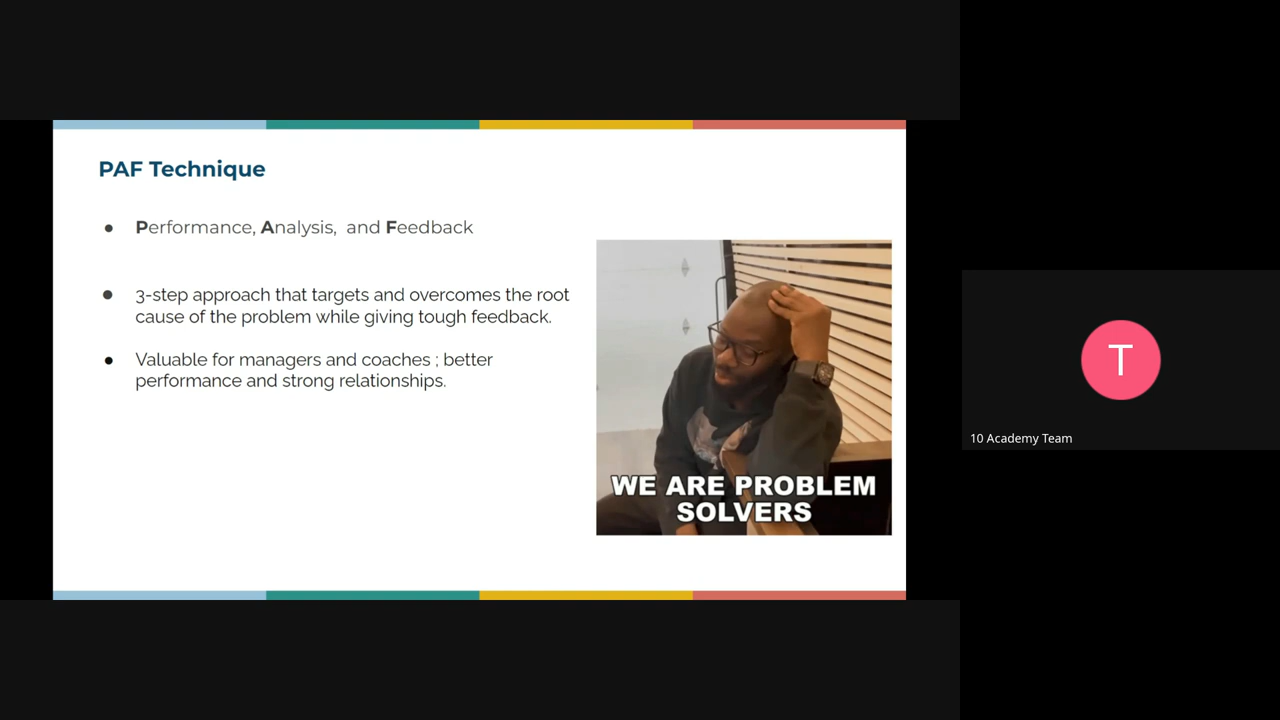 PAF Technique
● Performance, Analysis,  and Feedback
● 3-step approach that targets and overcomes the root
cause of the problem while giving tough feedback.
● Valuable for managers and coaches ; better
performance and strong relationships.
WE ARE PROBLEM
SOLVERS
T
10 Academy Team